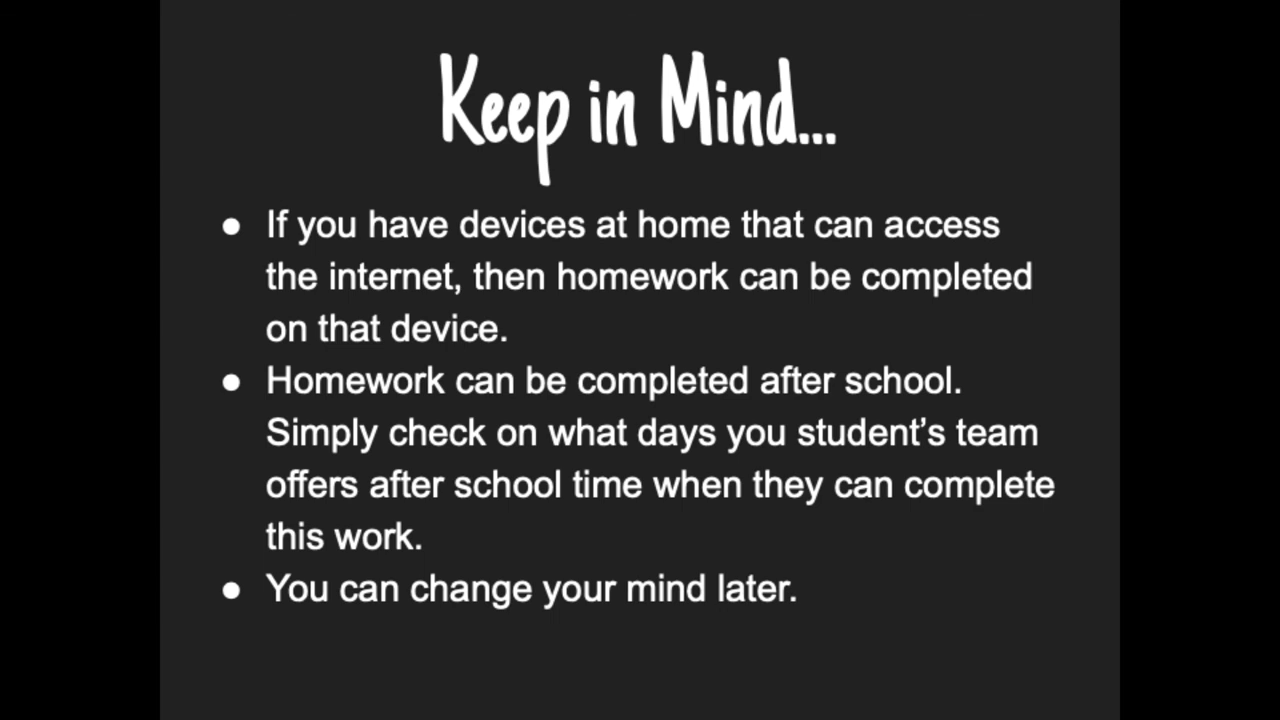 Keep in Mind...
● If you have devices at home that can access
the internet, then homework can be completed
on that device.
● Homework can be completed after school.
Simply check on what days you student’s team
offers after school time when they can complete
this work.
● You can change your mind later.